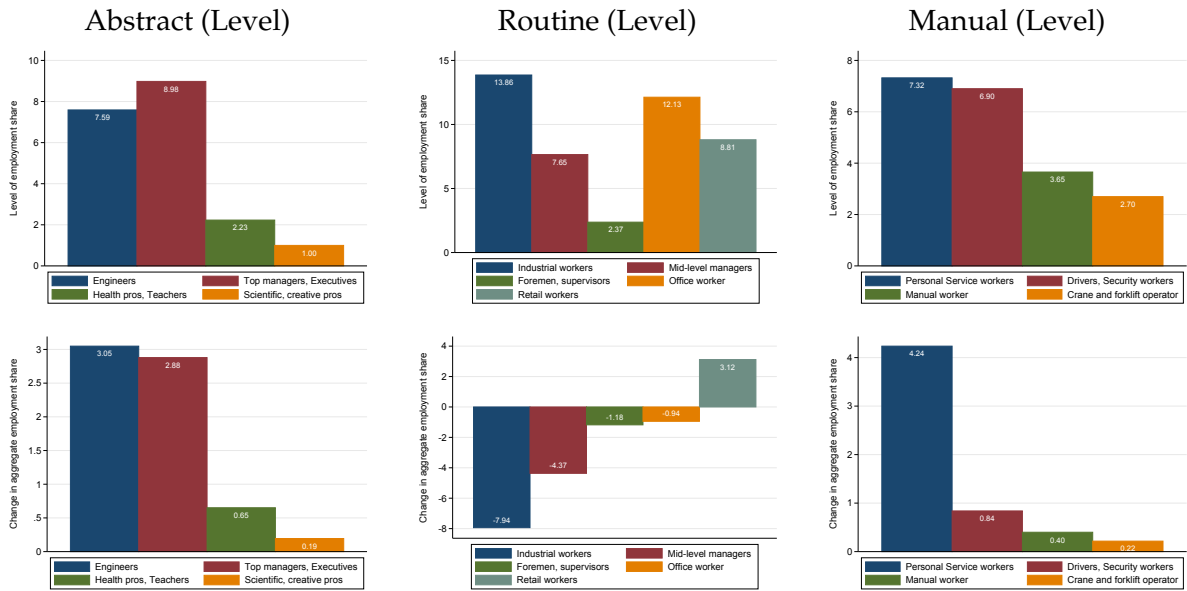 Abstract (Level)
Routine (Level)
Manual (Level)
Level of employment share
10
8
6
4
2
0
7.59
8.98
2.23
1.00
Engineers
Top managers, Executives
Health pros, Teachers
Scientific, creative pros
Level of employment share
15
10
5
0
13.86
7.65
2.37
12.13
8.81
Industrial workers
Mid-level managers
Foremen, supervisors
Office worker
Retail workers
Level of employment share
8
6
4
2
0
7.32
6.90
3.65
2.70
Personal Service workers
Drivers, Security workers
Manual worker
Crane and forklift operator
Change in aggregate employment share
3
2.5
2
1.5
1
.5
0
3.05
2.88
0.65
0.19
Engineers
Top managers, Executives
Health pros, Teachers
Scientific, creative pros
Change in aggregate employment share
4
2
0
-2
-4
-6
-8
-7.94
-4.37
-1.18
-0.94
3.12
Industrial workers
Mid-level managers
Foremen, supervisors
Office worker
Retail workers
Change in aggregate employment share
4
3
2
1
0
4.24
0.84
0.40
0.22
Personal Service workers
Drivers, Security workers
Manual worker
Crane and forklift operator